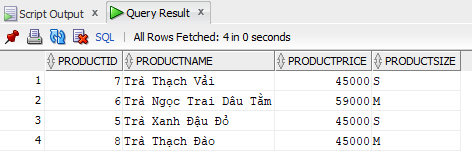 Script Output × Query Result ×
SQL | All Rows Fetched: 4 in 0 seconds
PRODUCTID PRODUCTNAME PRODUCTPRICE PRODUCTSIZE
1 7 Trà Thạch Vải 45000 S
2 6 Trà Ngọc Trai Dâu Tằm 59000 M
3 5 Trà Xanh Đậu Đỏ 45000 S
4 8 Trà Thạch Đào 45000 M